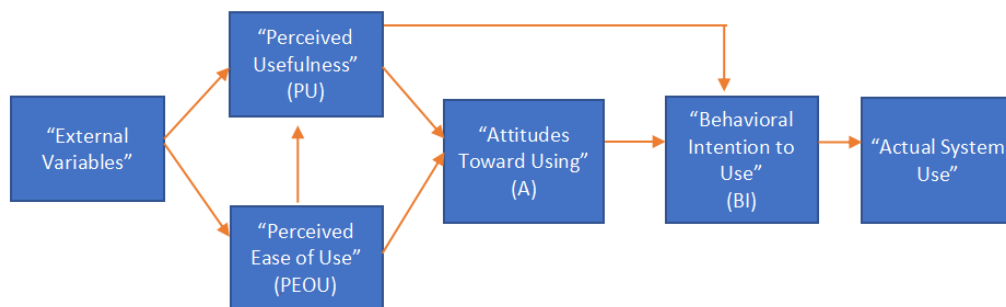 “Perceived
Usefulness”
(PU)
“External
Variables”
“Attitudes
Toward Using”
(A)
“Behavioral
Intention to
Use”
(BI)
“Actual System
Use”
“Perceived
Ease of Use”
(PEOU)